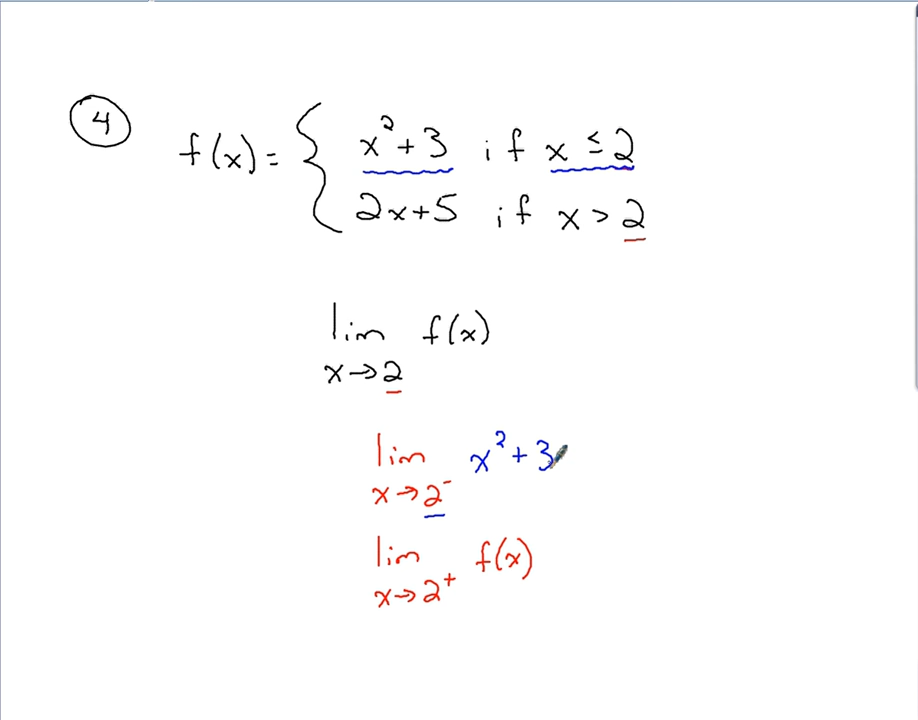 4
f(x) = { x² + 3 if x ≤ 2
2x + 5 if x > 2
lim f(x)
x → 2
lim x² + 3
x → 2⁻
lim f(x)
x → 2⁺